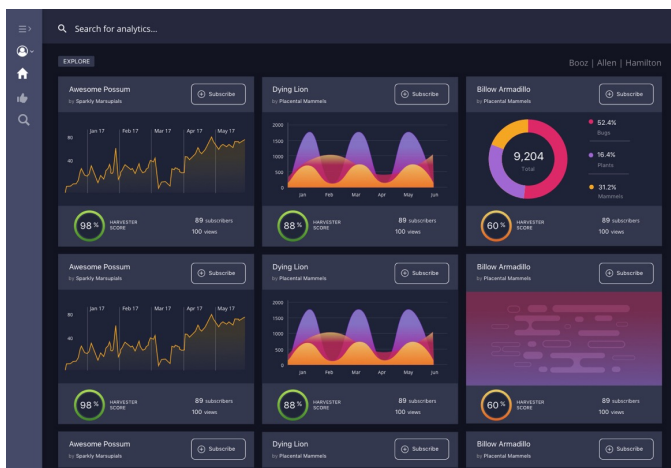 Search for analytics...
EXPLORE
Booz | Allen | Hamilton
Awesome Possum
by Sparkly Marsupials
Subscribe
Jan 17 Feb 17 Mar 17 Apr 17 May 17
80
40
98 %
HARVESTER
SCORE
89 subscribers
100 views
Dying Lion
by Placental Mammels
Subscribe
2000
1500
1000
500
0
Jan Feb Mar Apr May Jun
88 %
HARVESTER
SCORE
89 subscribers
100 views
Billow Armadillo
by Placental Mammels
Subscribe
9,204
Total
52.4%
Bugs
16.4%
Plants
31.2%
Mammels
60 %
HARVESTER
SCORE
89 subscribers
100 views
Awesome Possum
by Sparkly Marsupials
Subscribe
Jan 17 Feb 17 Mar 17 Apr 17 May 17
80
40
98 %
HARVESTER
SCORE
89 subscribers
100 views
Dying Lion
by Placental Mammels
Subscribe
2000
1500
1000
500
0
Jan Feb Mar Apr May Jun
88 %
HARVESTER
SCORE
89 subscribers
100 views
Billow Armadillo
by Placental Mammels
Subscribe
60 %
HARVESTER
SCORE
89 subscribers
100 views
Awesome Possum
by Sparkly Marsupials
Subscribe
Dying Lion
by Placental Mammels
Subscribe
Billow Armadillo
by Placental Mammels
Subscribe